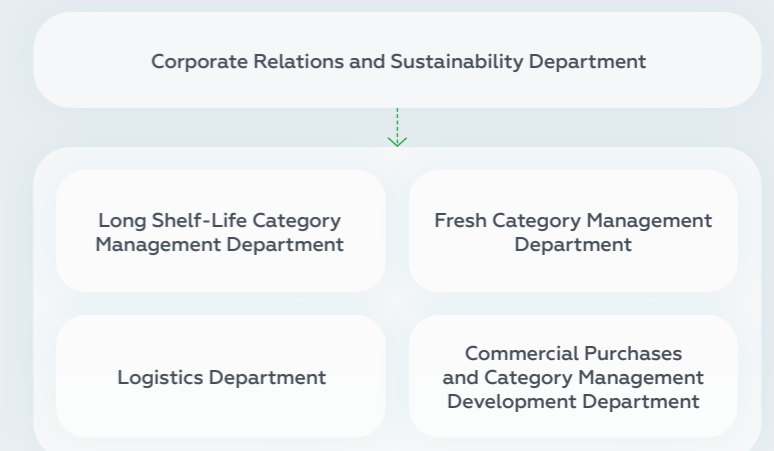 Corporate Relations and Sustainability Department
Long Shelf-Life Category
Management Department
Fresh Category Management
Department
Logistics Department
Commercial Purchases
and Category Management
Development Department